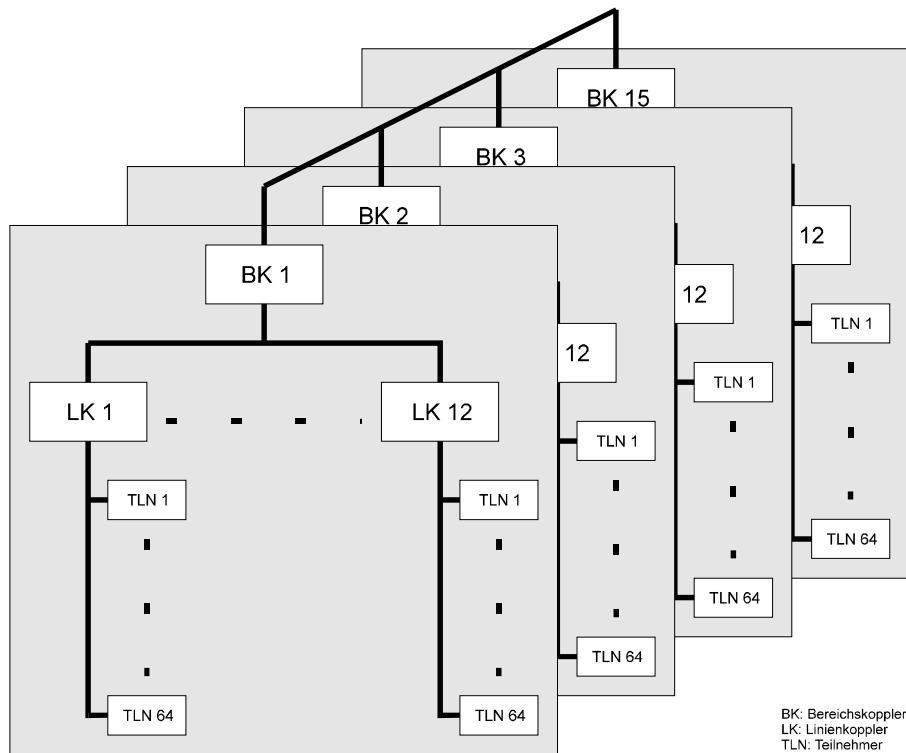 BK 15
BK 3
BK 2
BK 1
12
12
12
LK 1
LK 12
TLN 1
TLN 1
TLN 1
TLN 1
TLN 1
TLN 64
TLN 64
TLN 64
TLN 64
TLN 64
BK: Bereichskoppler
LK: Linienkoppler
TLN: Teilnehmer